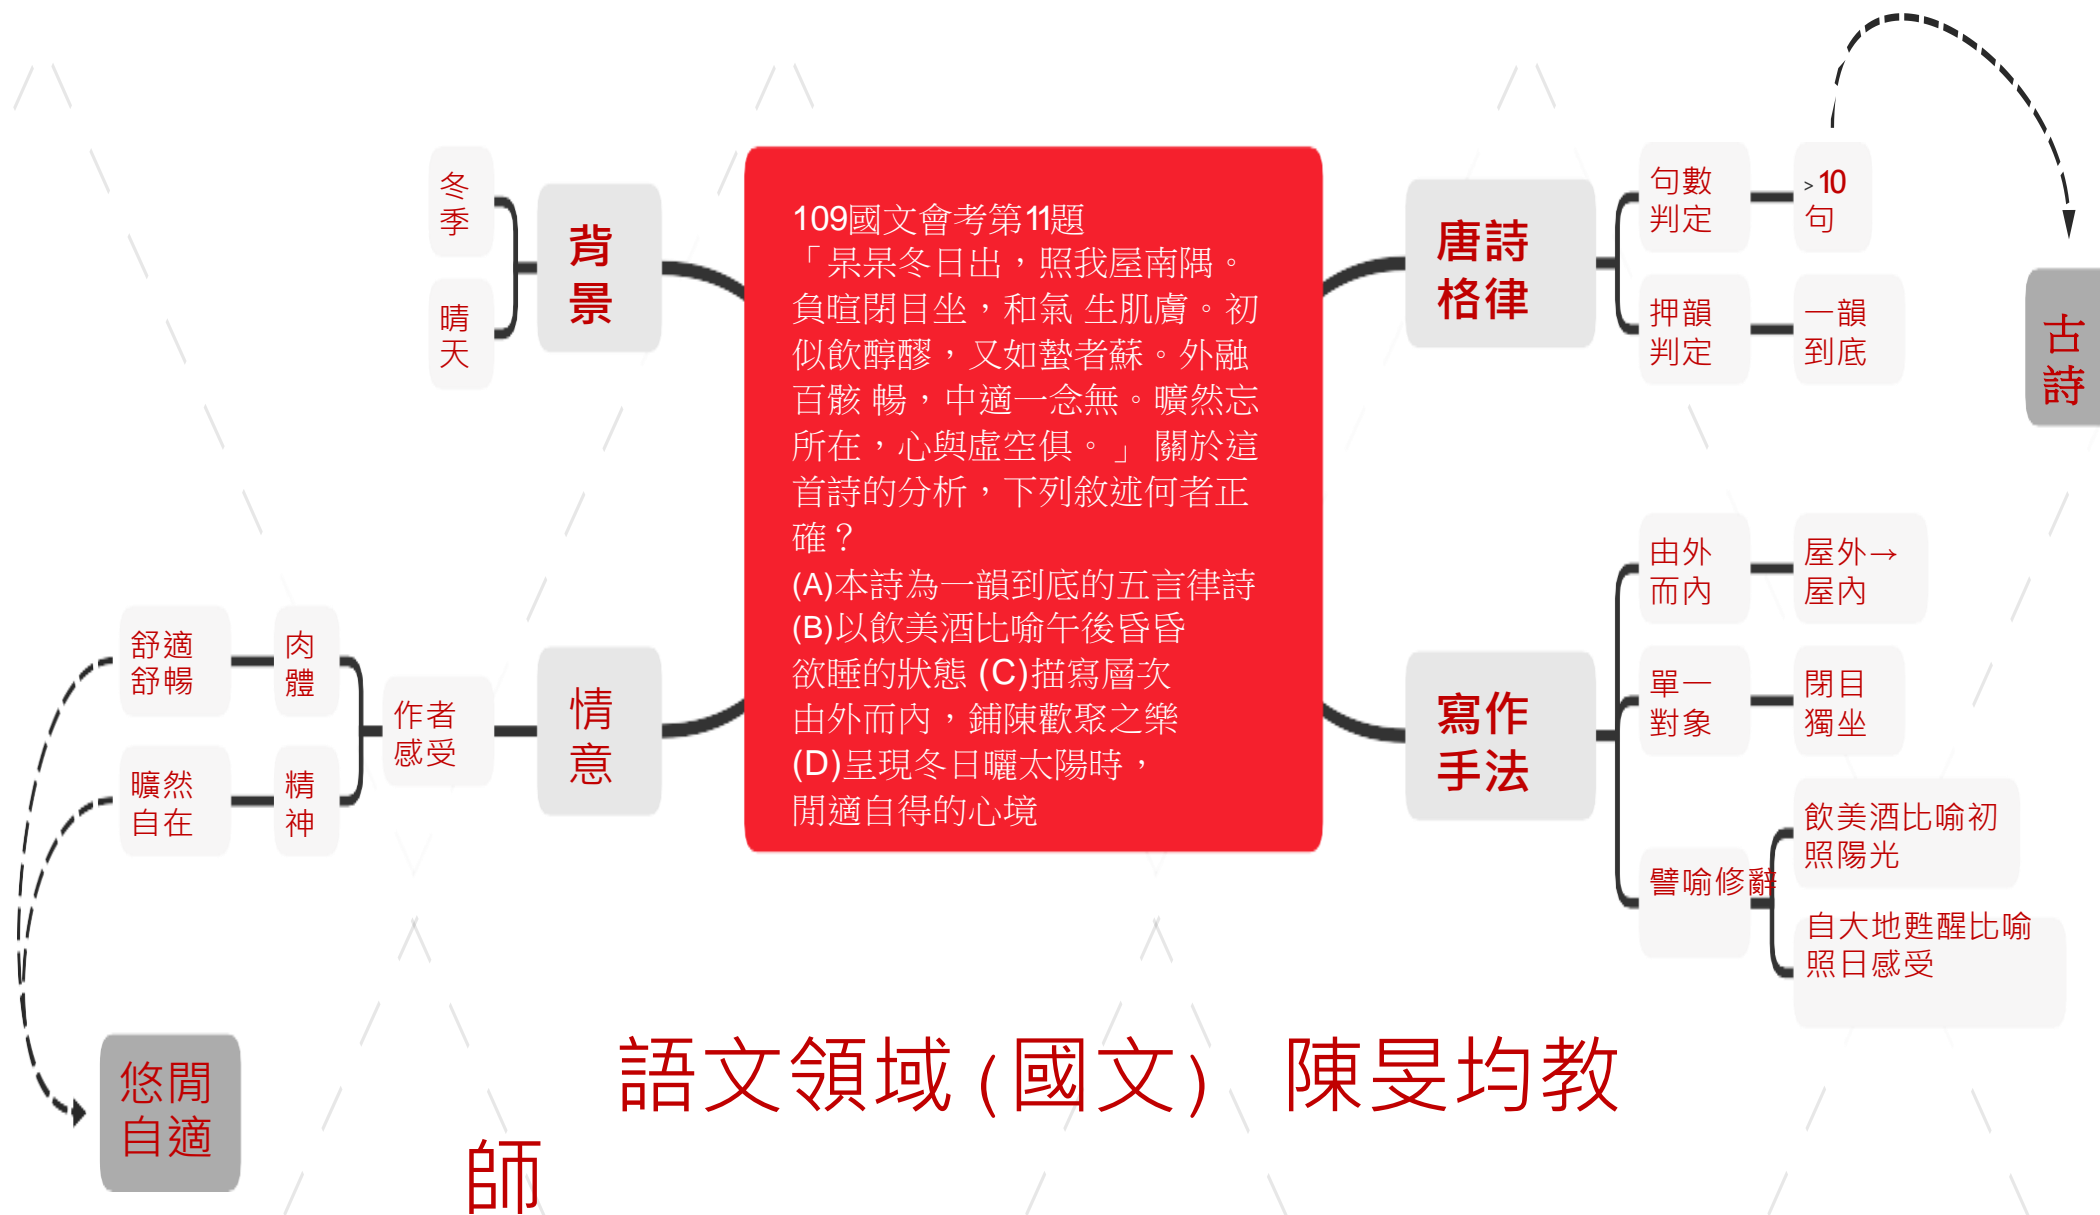 109國文會考第11題
「杲杲冬日出，照我屋南隅。
負暄閉目坐，和氣 生肌膚。初
似飲醇醪，又如蟄者蘇。外融
百骸 暢，中適一念無。曠然忘
所在，心與虛空俱。」 關於這
首詩的分析，下列敘述何者正
確？
(A)本詩為一韻到底的五言律詩
(B)以飲美酒比喻午後昏昏
欲睡的狀態 (C)描寫層次
由外而內，鋪陳歡聚之樂
(D)呈現冬日曬太陽時，
閒適自得的心境
背
景
冬
季
晴
天
情
意
作者
感受
肉
體
舒適
舒暢
精
神
曠然
自在
悠閒
自適
唐詩
格律
句數
判定
>10
句
押韻
判定
一韻
到底
古
詩
寫作
手法
由外
而內
屋外→
屋內
單一
對象
閉目
獨坐
譬喻修辭
飲美酒比喻初
照陽光
自大地甦醒比喻
照日感受
語文領域(國文) 陳旻均教
師